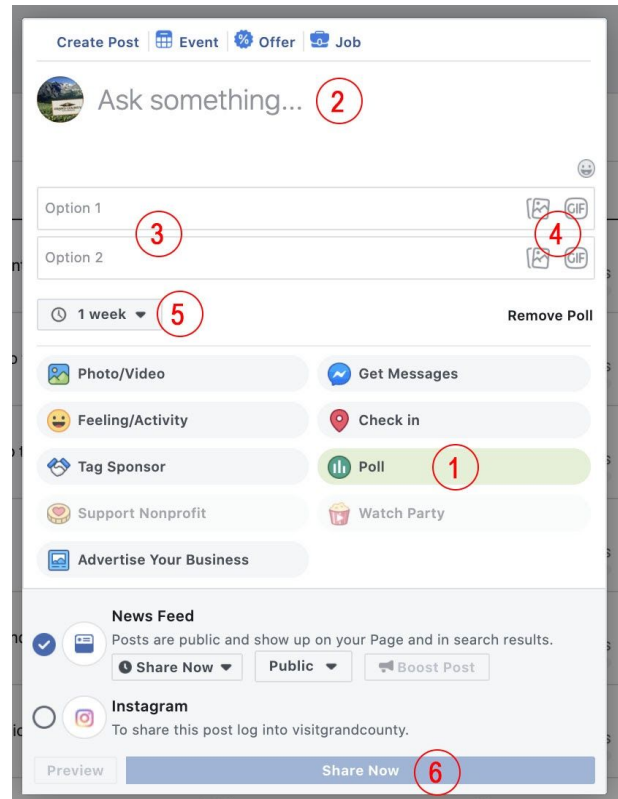 Create Post Event Offer Job
Ask something... 2
Option 1 GIF
3 4
Option 2 GIF
1 week 5 Remove Poll
Photo/Video Get Messages
Feeling/Activity Check in
Tag Sponsor Poll 1
Support Nonprofit Watch Party
Advertise Your Business
News Feed
Posts are public and show up on your Page and in search results.
Share Now Public Boost Post
Instagram
To share this post log into visitgrandcounty.
Preview Share Now 6